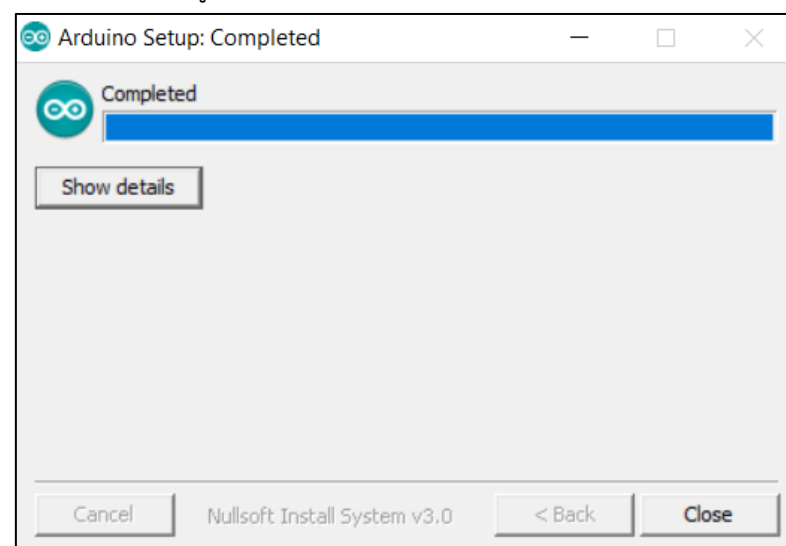 Arduino Setup: Completed
Completed
Show details
Cancel
Nullsoft Install System v3.0
< Back
Close